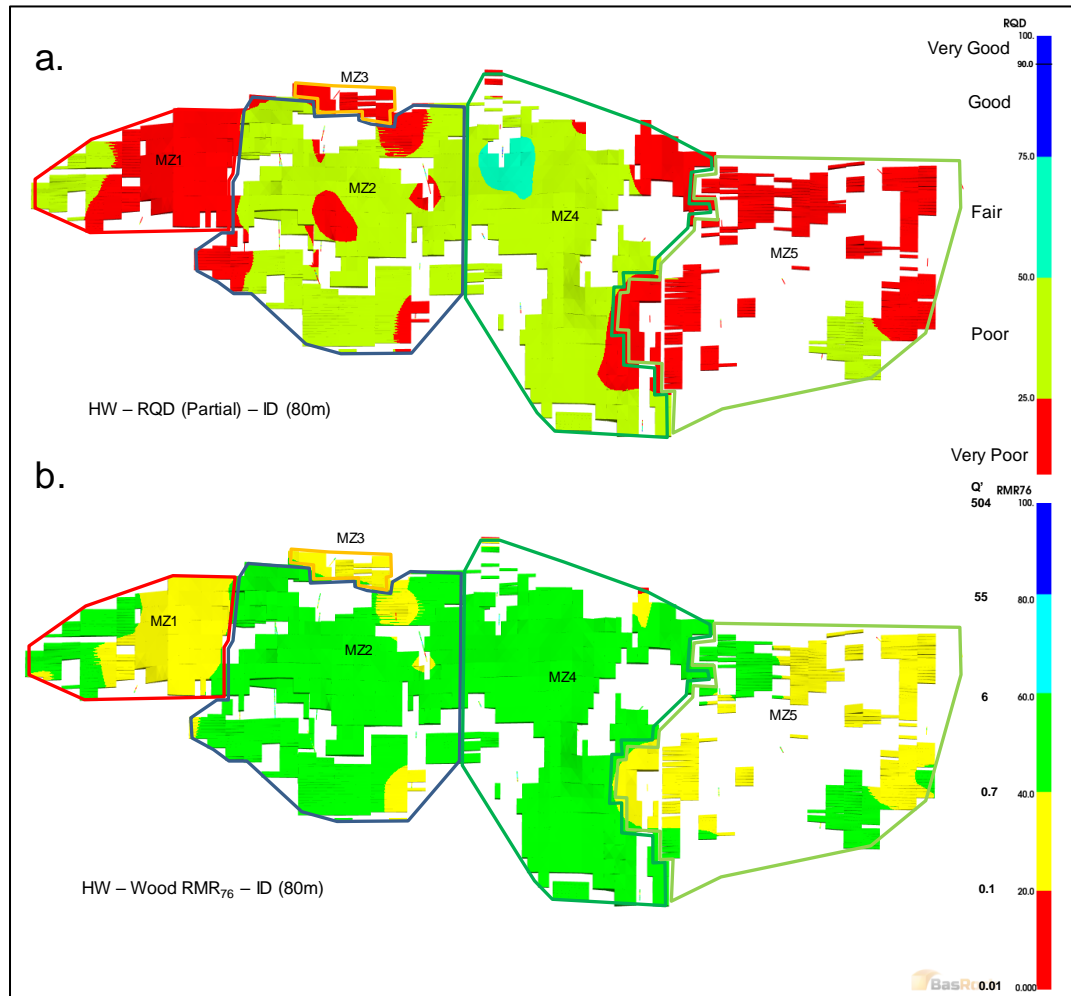 a.
RQD
100.
Very Good
90.0
Good
75.0
Fair
50.0
Poor
25.0
Very Poor
MZ3
MZ1
MZ2
MZ4
MZ5
HW – RQD (Partial) – ID (80m)
b.
Q' RMR76
504 100.
55 80.0
6 60.0
0.7 40.0
0.1 20.0
0.01 0.000
MZ3
MZ1
MZ2
MZ4
MZ5
HW – Wood RMR₇₆ – ID (80m)